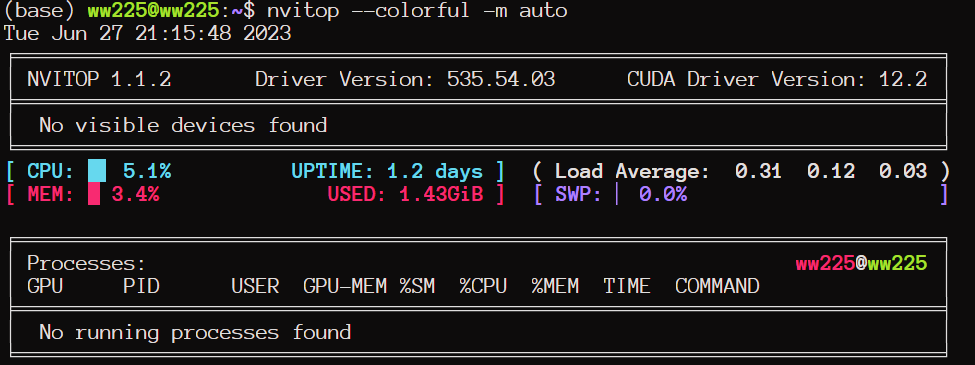 (base) ww225@ww225:~$ nvitop --colorful -m auto
Tue Jun 27 21:15:48 2023
NVITOP 1.1.2 Driver Version: 535.54.03 CUDA Driver Version: 12.2
No visible devices found
[ CPU: 5.1% UPTIME: 1.2 days ] ( Load Average: 0.31 0.12 0.03 )
[ MEM: 3.4% USED: 1.43GiB ] [ SWP: 0.0% ]
Processes: ww225@ww225
GPU PID USER GPU-MEM %SM %CPU %MEM TIME COMMAND
No running processes found